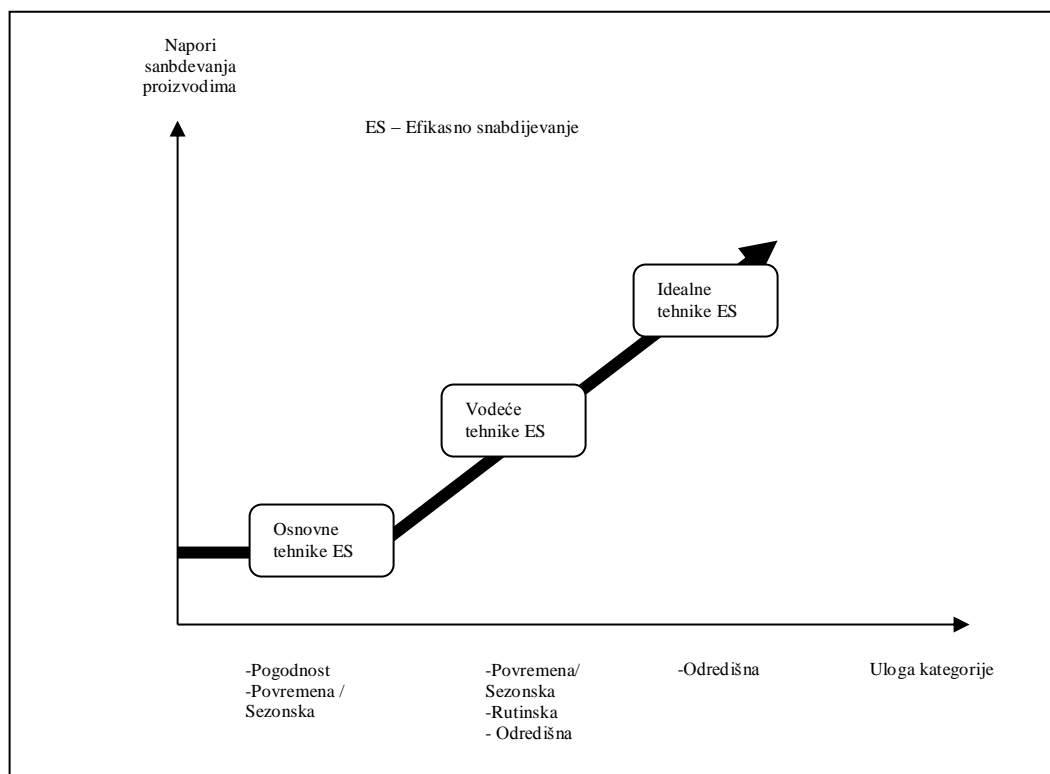 Napori
sanbdevanja
proizvodima
ES – Efikasno snabdijevanje
Idealne
tehnike ES
Vodeće
tehnike ES
Osnovne
tehnike ES
-Pogodnost
-Povremena /
Sezonska
-Povremena/
Sezonska
-Rutinska
- Odredišna
-Odredišna
Uloga kategorije